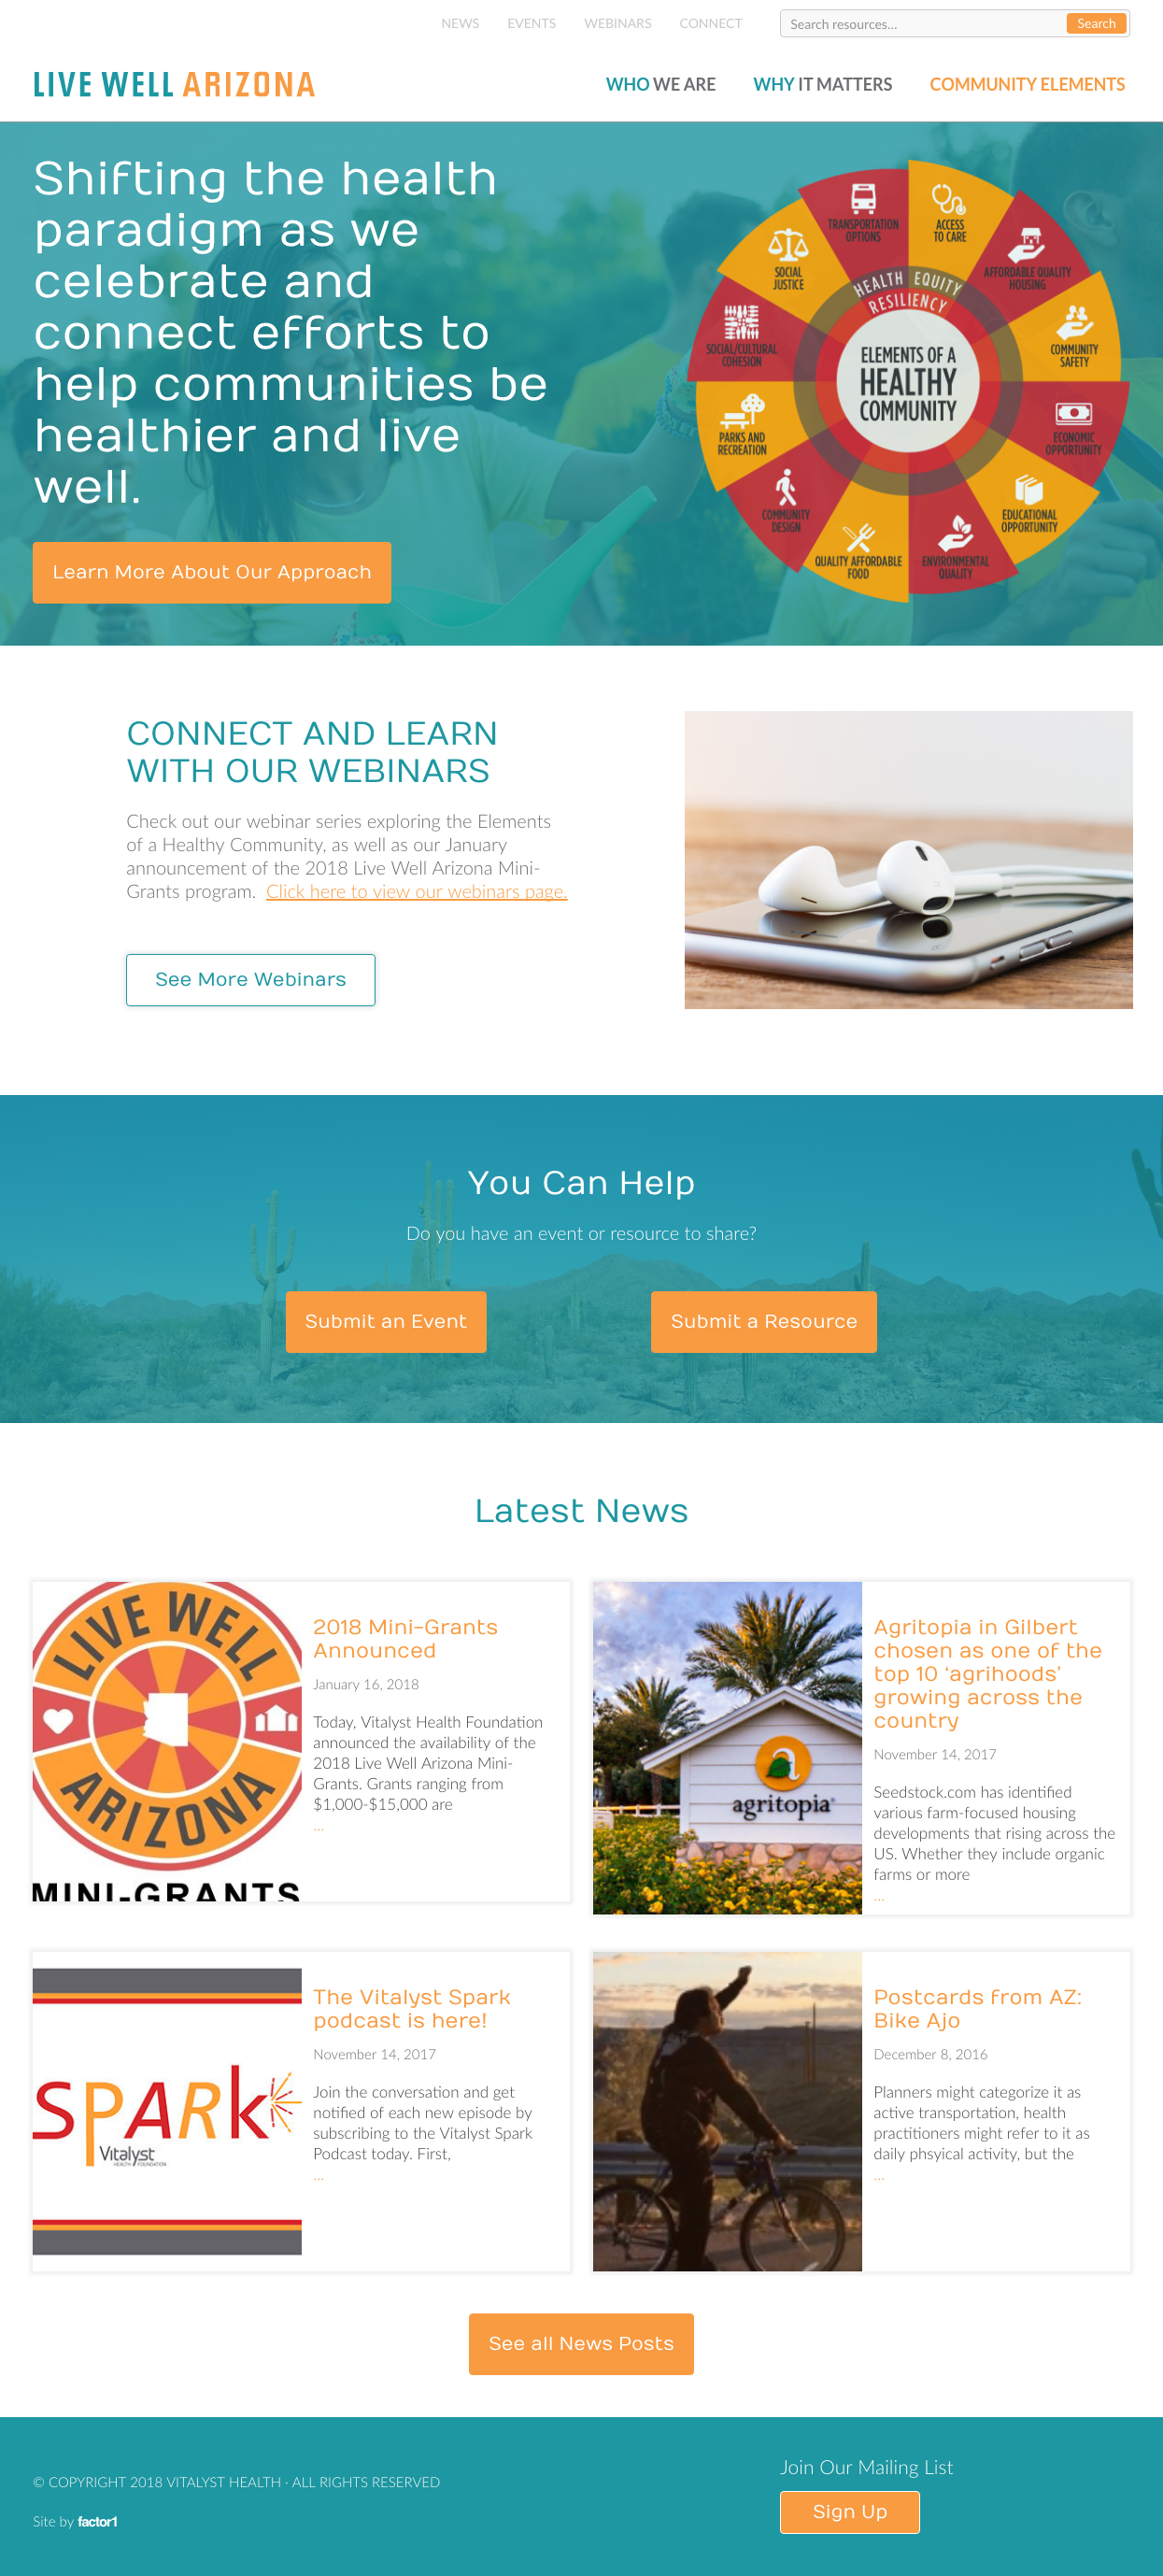 NEWS EVENTS WEBINARS CONNECT Search resources... Search
LIVE WELL ARIZONA WHO WE ARE WHY IT MATTERS COMMUNITY ELEMENTS
Shifting the health
paradigm as we
celebrate and
connect efforts to
help communities be
healthier and live
well.
Learn More About Our Approach
TRANSPORTATION
OPTIONS
ACCESS
TO CARE
AFFORDABLE QUALITY
HOUSING
COMMUNITY
SAFETY
ECONOMIC
OPPORTUNITY
EDUCATIONAL
OPPORTUNITY
ENVIRONMENTAL
QUALITY
QUALITY AFFORDABLE
FOOD
COMMUNITY
DESIGN
PARKS AND
RECREATION
SOCIAL/CULTURAL
COHESION
SOCIAL
JUSTICE
HEALTH EQUITY
RESILIENCY
ELEMENTS OF A
HEALTHY
COMMUNITY
CONNECT AND LEARN
WITH OUR WEBINARS
Check out our webinar series exploring the Elements
of a Healthy Community, as well as our January
announcement of the 2018 Live Well Arizona Mini-
Grants program. Click here to view our webinars page.
See More Webinars
You Can Help
Do you have an event or resource to share?
Submit an Event
Submit a Resource
Latest News
LIVE WELL
ARIZONA
MINI-GRANTS
2018 Mini-Grants
Announced
January 16, 2018
Today, Vitalyst Health Foundation
announced the availability of the
2018 Live Well Arizona Mini-
Grants. Grants ranging from
$1,000-$15,000 are
...
a
agritopia
Agritopia in Gilbert
chosen as one of the
top 10 ‘agrihoods’
growing across the
country
November 14, 2017
Seedstock.com has identified
various farm-focused housing
developments that rising across the
US. Whether they include organic
farms or more
...
SPARK
Vitalyst
HEALTH FOUNDATION
The Vitalyst Spark
podcast is here!
November 14, 2017
Join the conversation and get
notified of each new episode by
subscribing to the Vitalyst Spark
Podcast today. First,
...
Postcards from AZ:
Bike Ajo
December 8, 2016
Planners might categorize it as
active transportation, health
practitioners might refer to it as
daily phsyical activity, but the
...
See all News Posts
© COPYRIGHT 2018 VITALYST HEALTH · ALL RIGHTS RESERVED
Site by factor1
Join Our Mailing List
Sign Up